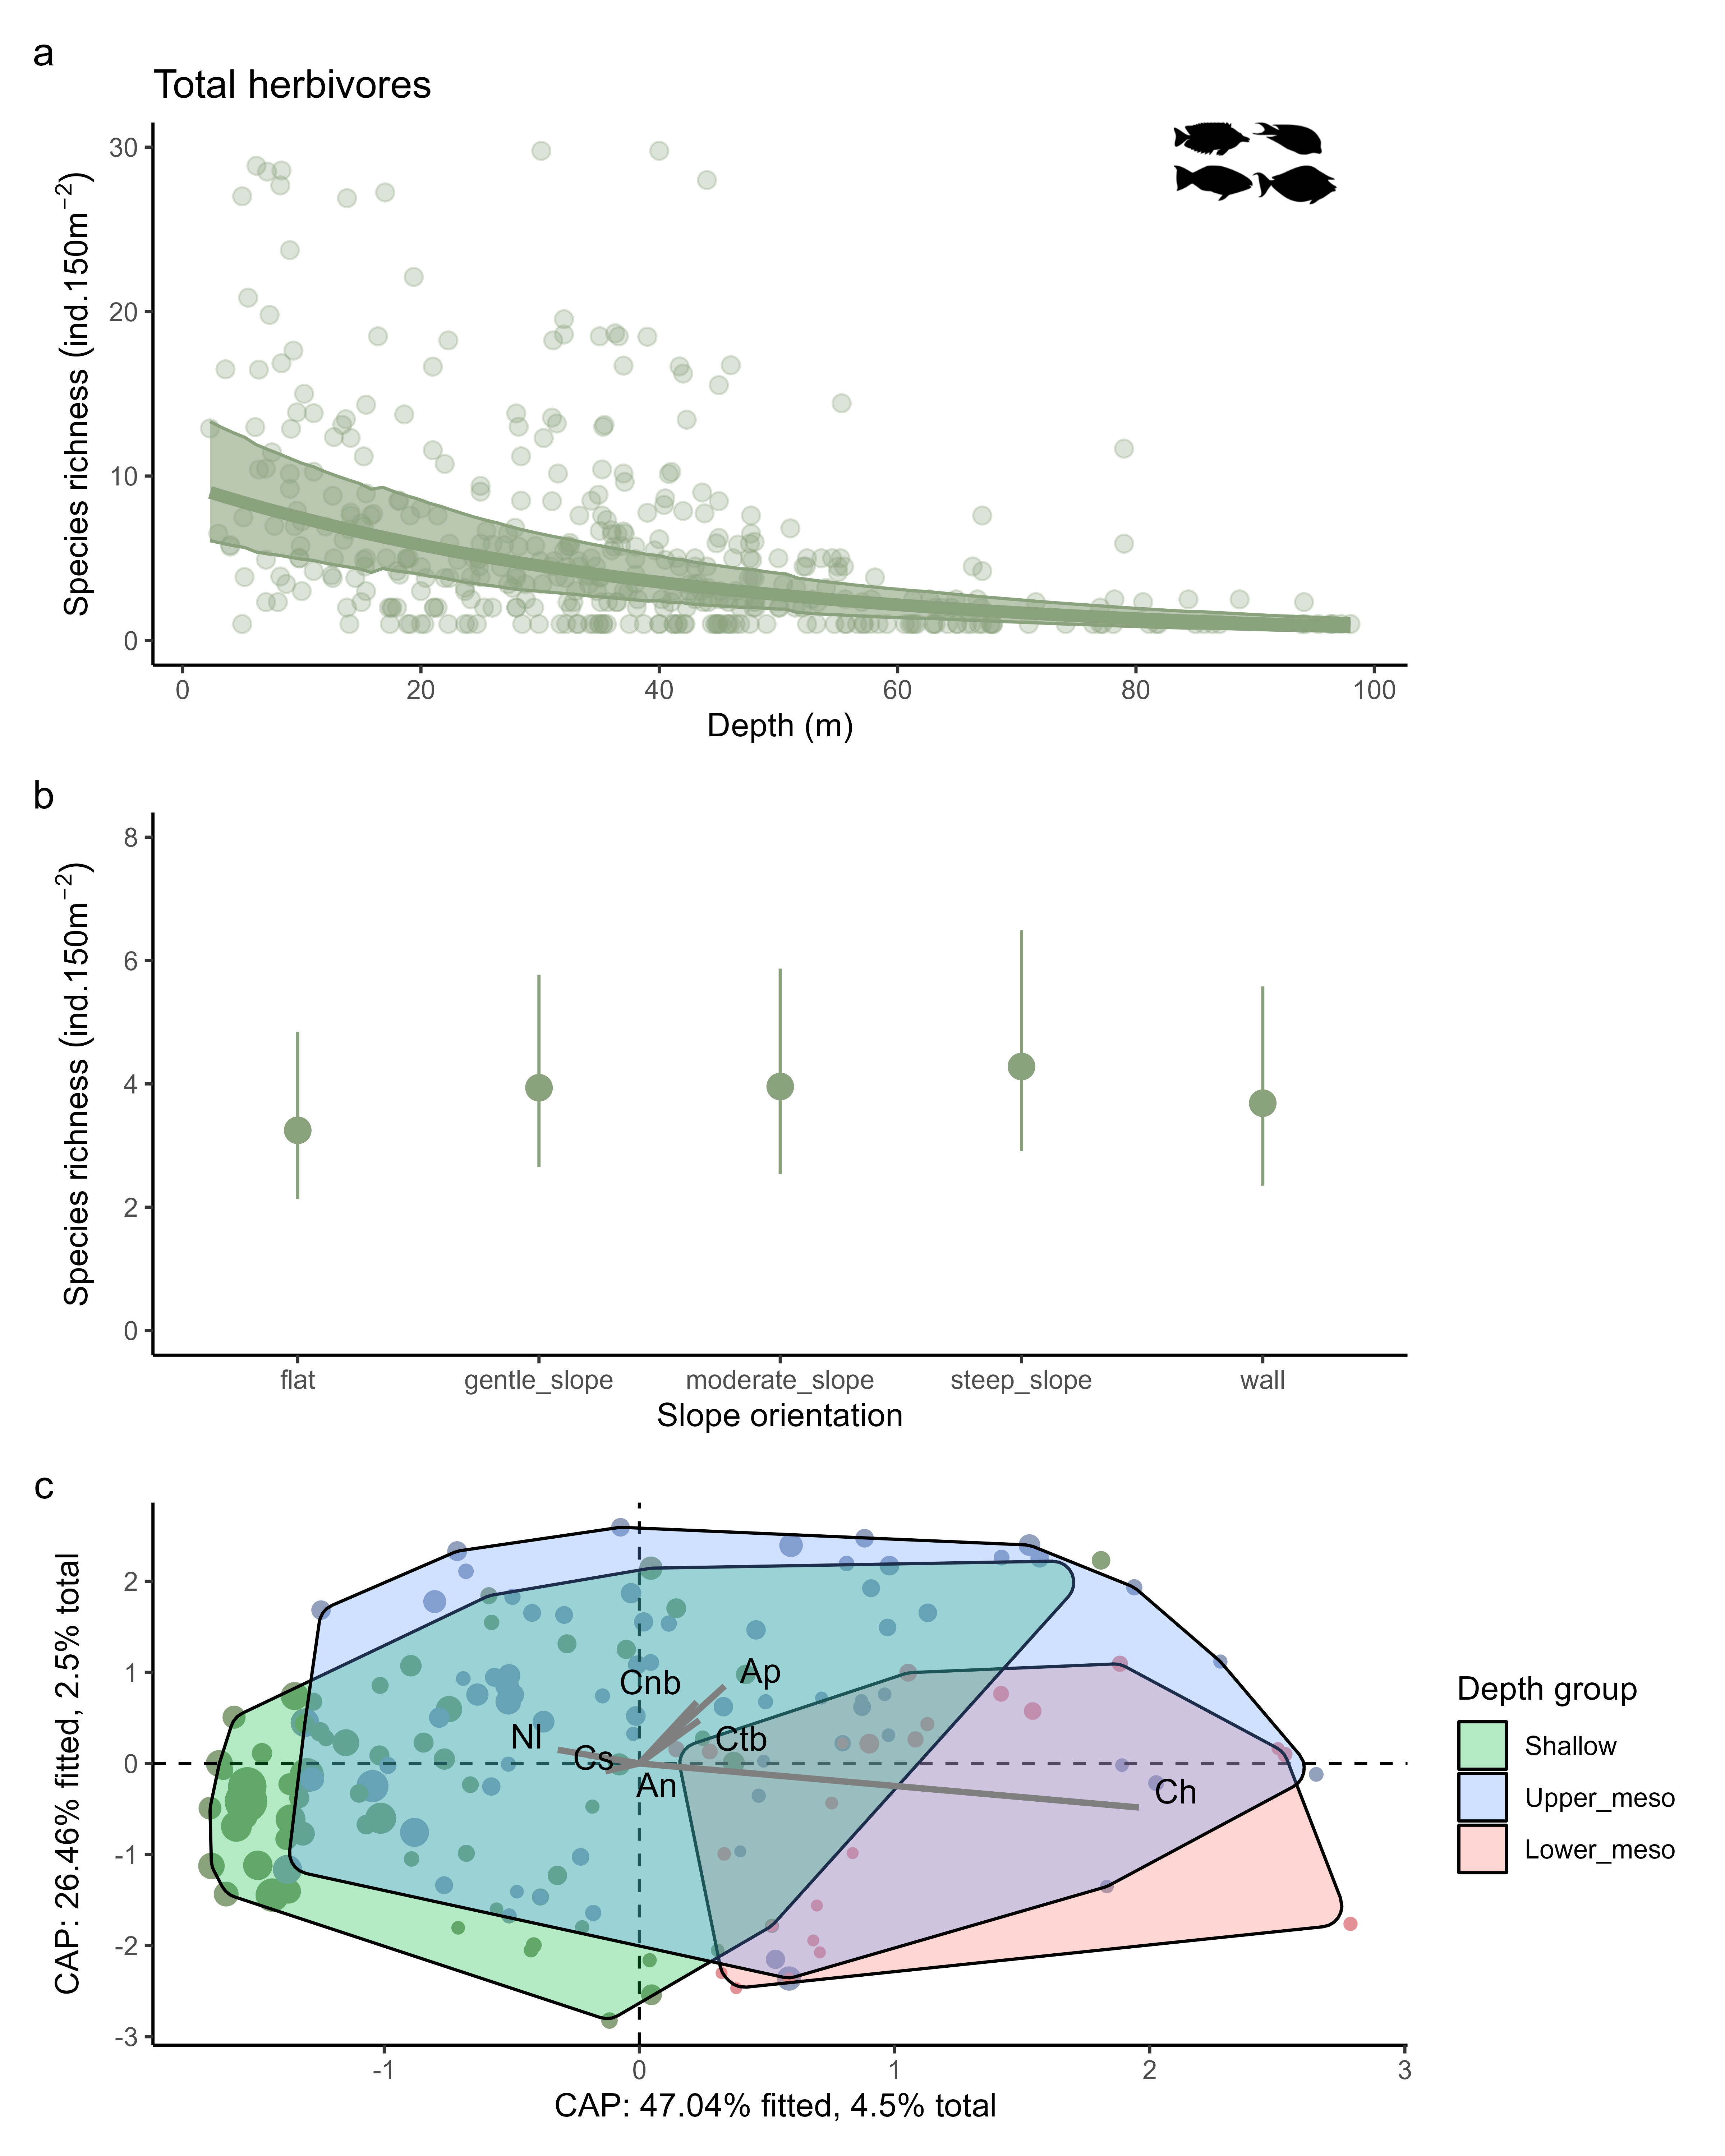 a
Total herbivores
Species richness (ind.150m⁻²)
30
20
10
0
0 20 40 60 80 100
Depth (m)
b
Species richness (ind.150m⁻²)
8
6
4
2
0
flat gentle_slope moderate_slope steep_slope wall
Slope orientation
c
CAP: 26.46% fitted, 2.5% total
2
1
0
-1
-2
-3
Cnb Ap
Nl Ctb
Cs
An Ch
-1 0 1 2 3
CAP: 47.04% fitted, 4.5% total
Depth group
Shallow
Upper_meso
Lower_meso